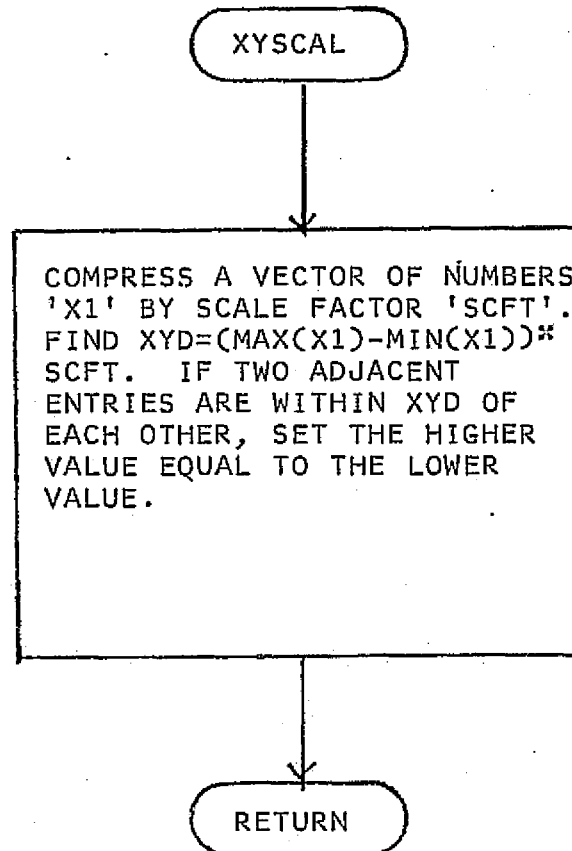 XYSCAL
COMPRESS A VECTOR OF NUMBERS
'X1' BY SCALE FACTOR 'SCFT'.
FIND XYD=(MAX(X1)-MIN(X1))*
SCFT. IF TWO ADJACENT
ENTRIES ARE WITHIN XYD OF
EACH OTHER, SET THE HIGHER
VALUE EQUAL TO THE LOWER
VALUE.
RETURN